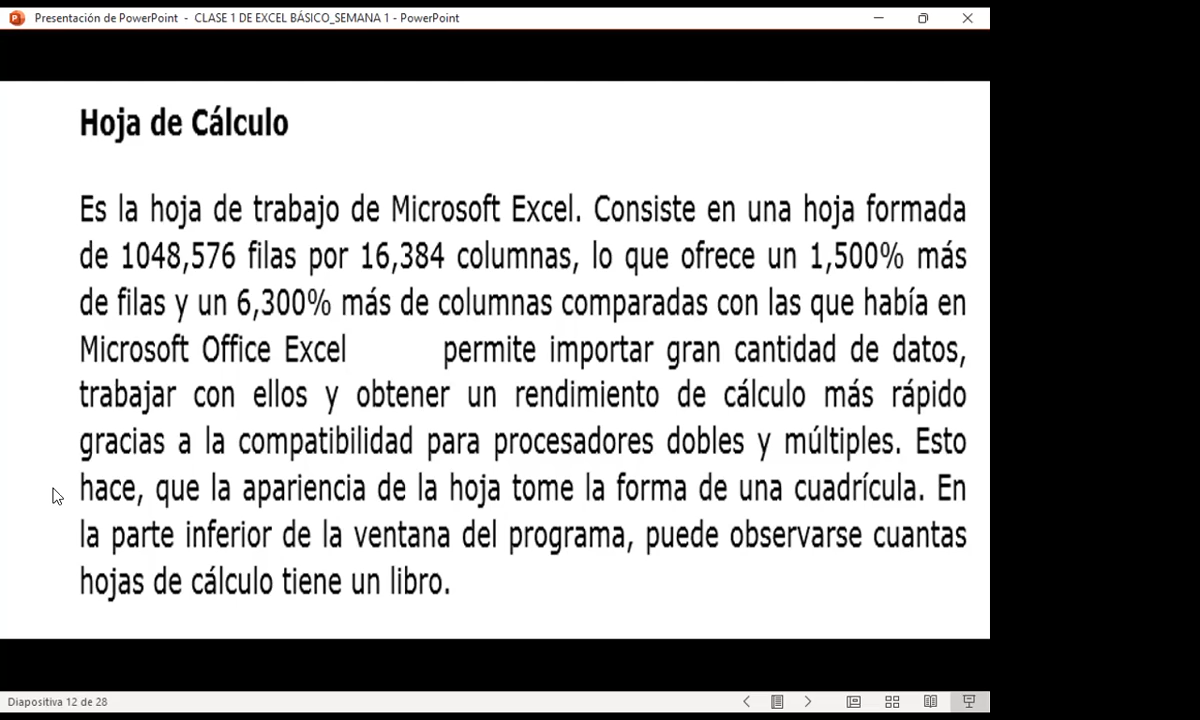 Presentación de PowerPoint - CLASE 1 DE EXCEL BÁSICO_SEMANA 1 - PowerPoint
Hoja de Cálculo
Es la hoja de trabajo de Microsoft Excel. Consiste en una hoja formada
de 1048,576 filas por 16,384 columnas, lo que ofrece un 1,500% más
de filas y un 6,300% más de columnas comparadas con las que había en
Microsoft Office Excel permite importar gran cantidad de datos,
trabajar con ellos y obtener un rendimiento de cálculo más rápido
gracias a la compatibilidad para procesadores dobles y múltiples. Esto
hace, que la apariencia de la hoja tome la forma de una cuadrícula. En
la parte inferior de la ventana del programa, puede observarse cuantas
hojas de cálculo tiene un libro.
Diapositiva 12 de 28